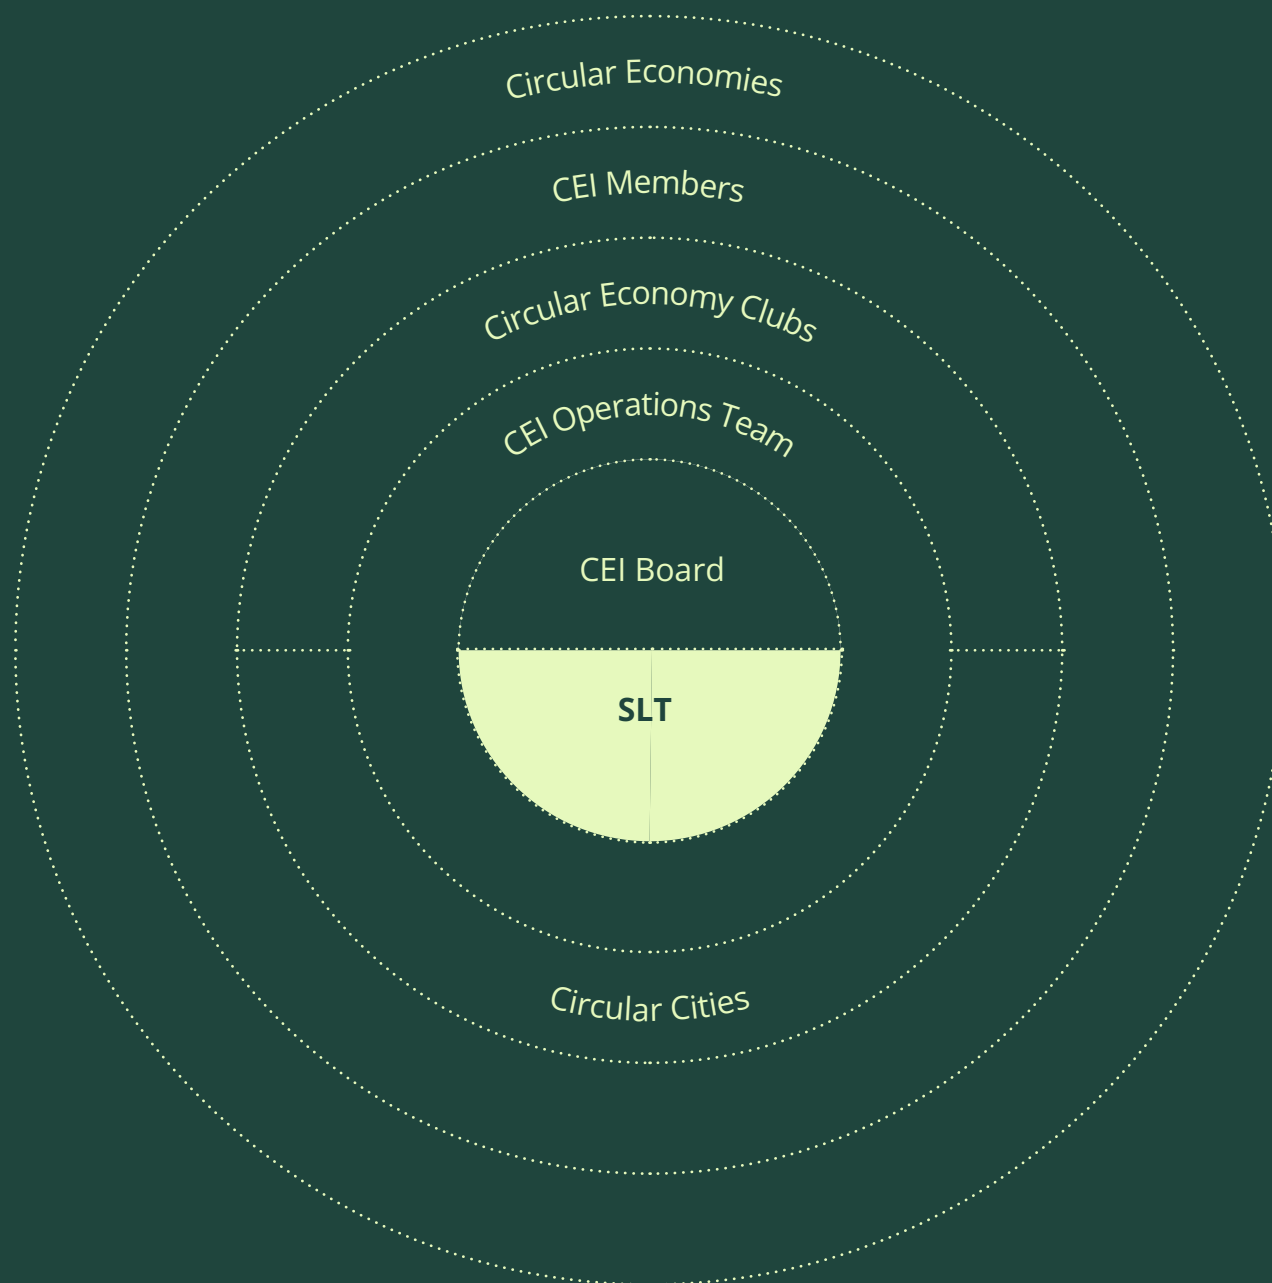 Circular Economies
CEI Members
Circular Economy Clubs
CEI Operations Team
CEI Board
SLT
Circular Cities